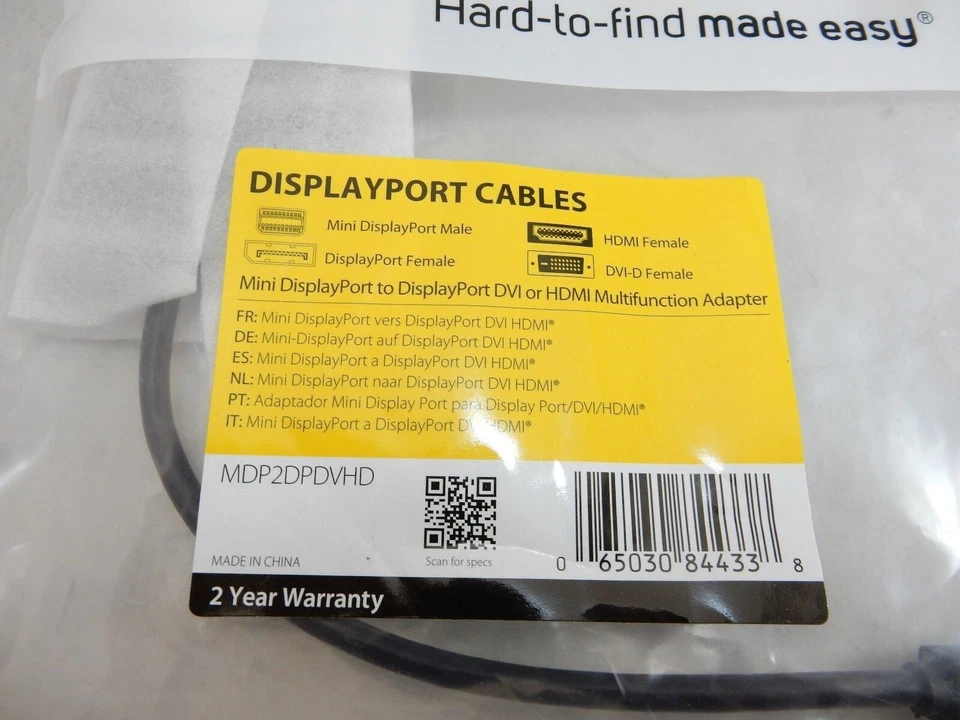 Hard-to-find made easy®
DISPLAYPORT CABLES
Mini DisplayPort Male
HDMI Female
DisplayPort Female
DVI-D Female
Mini DisplayPort to DisplayPort DVI or HDMI Multifunction Adapter
FR: Mini DisplayPort vers DisplayPort DVI HDMI®
DE: Mini-DisplayPort auf DisplayPort DVI HDMI®
ES: Mini DisplayPort a DisplayPort DVI HDMI®
NL: Mini DisplayPort naar DisplayPort DVI HDMI®
PT: Adaptador Mini Display Port para Display Port/DVI/HDMI®
IT: Mini DisplayPort a DisplayPort DVI HDMI®
MDP2DPDVHD
MADE IN CHINA
Scan for specs
0 65030 84433 8
2 Year Warranty